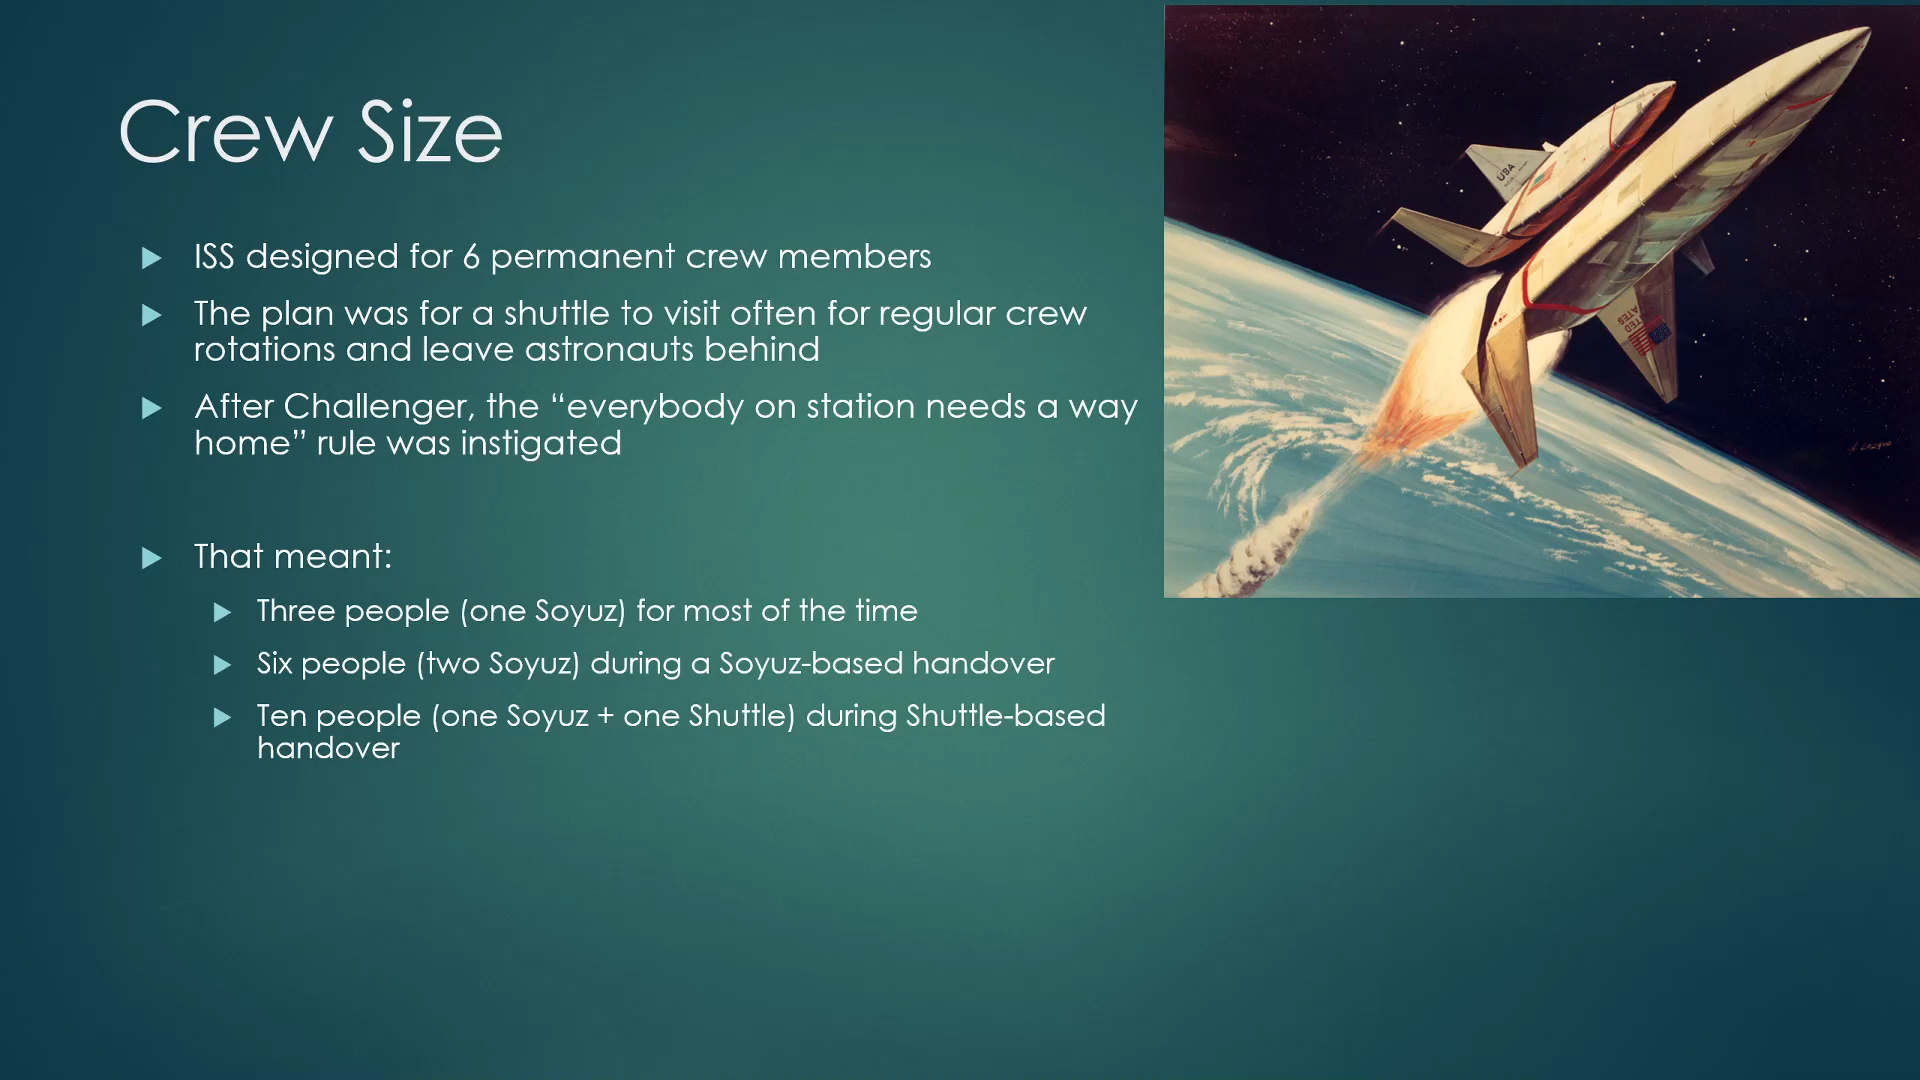 Crew Size
ISS designed for 6 permanent crew members
The plan was for a shuttle to visit often for regular crew
rotations and leave astronauts behind
After Challenger, the “everybody on station needs a way
home” rule was instigated
That meant:
Three people (one Soyuz) for most of the time
Six people (two Soyuz) during a Soyuz-based handover
Ten people (one Soyuz + one Shuttle) during Shuttle-based
handover
USA